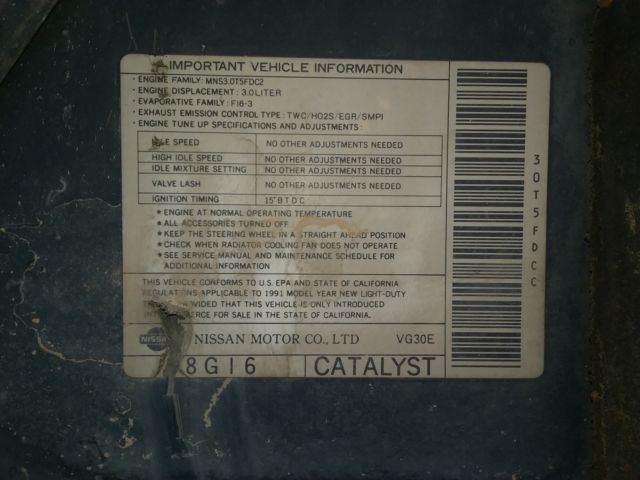 IMPORTANT VEHICLE INFORMATION
• ENGINE FAMILY: MNS3.0T5FDC2
• ENGINE DISPLACEMENT: 3.0LITER
• EVAPORATIVE FAMILY: FI6-3
• EXHAUST EMISSION CONTROL TYPE: TWC/HO2S/EGR/SMPI
• ENGINE TUNE UP SPECIFICATIONS AND ADJUSTMENTS:
SPEED NO OTHER ADJUSTMENTS NEEDED
HIGH IDLE SPEED NO OTHER ADJUSTMENTS NEEDED
IDLE MIXTURE SETTING NO OTHER ADJUSTMENTS NEEDED
VALVE LASH NO OTHER ADJUSTMENTS NEEDED
IGNITION TIMING 15°BTDC
★ ENGINE AT NORMAL OPERATING TEMPERATURE
★ ALL ACCESSORIES TURNED OFF
★ KEEP THE STEERING WHEEL IN A STRAIGHT AHEAD POSITION
★ CHECK WHEN RADIATOR COOLING FAN DOES NOT OPERATE
★ SEE SERVICE MANUAL AND MAINTENANCE SCHEDULE FOR
ADDITIONAL INFORMATION
THIS VEHICLE CONFORMS TO U.S. EPA AND STATE OF CALIFORNIA
REGULATIONS APPLICABLE TO 1991 MODEL YEAR NEW LIGHT-DUTY
PROVIDED THAT THIS VEHICLE IS ONLY INTRODUCED
FOR SALE IN THE STATE OF CALIFORNIA.
NISSAN NISSAN MOTOR CO., LTD VG30E
8GI6 CATALYST
30T5FDCC